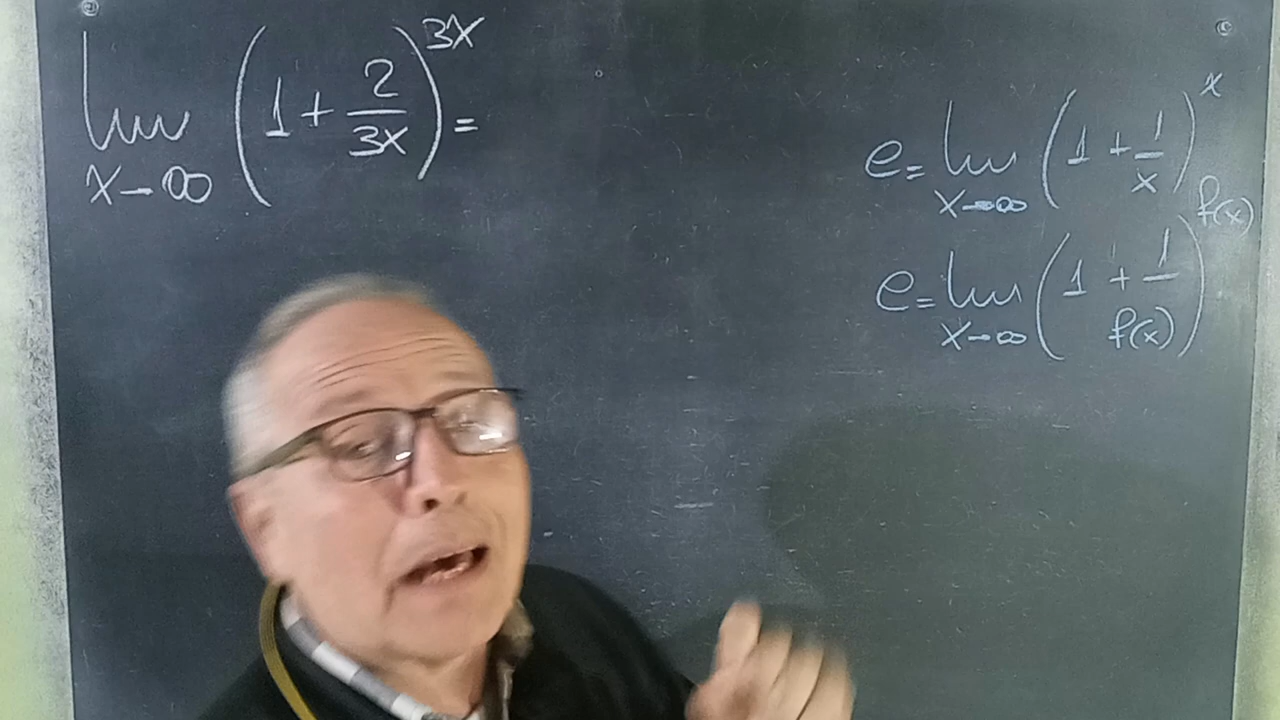 lim x→∞ (1 + 2/3x)^3x =
e = lim x→∞ (1 + 1/x)^x
e = lim x→∞ (1 + 1/f(x))^f(x)